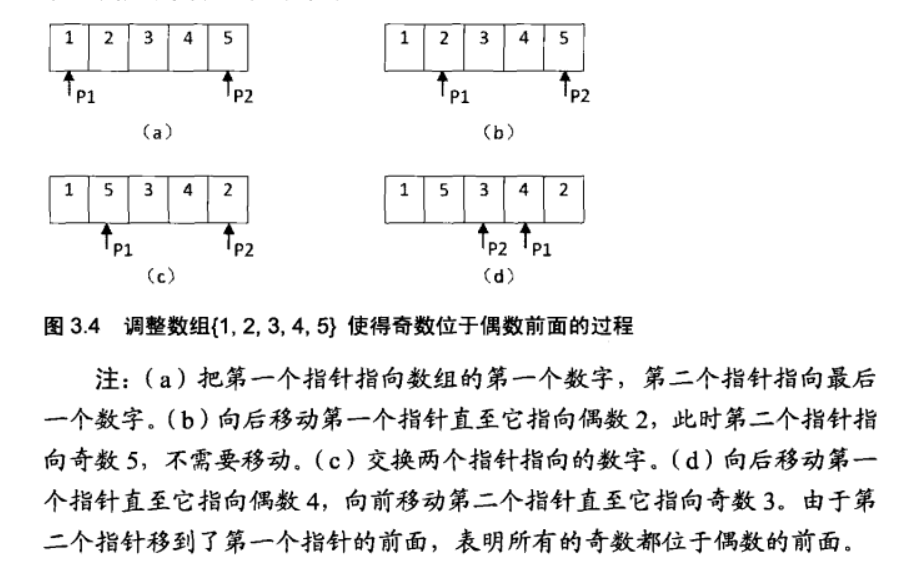 1 2 3 4 5 1 2 3 4 5
P1 P2 P1 P2
(a) (b)
1 5 3 4 2 1 5 3 4 2
P1 P2 P2 P1
(c) (d)
图 3.4 调整数组{1, 2, 3, 4, 5} 使得奇数位于偶数前面的过程
注：（a）把第一个指针指向数组的第一个数字，第二个指针指向最后
一个数字。（b）向后移动第一个指针直至它指向偶数 2，此时第二个指针指
向奇数 5，不需要移动。（c）交换两个指针指向的数字。（d）向后移动第一
个指针直至它指向偶数 4，向前移动第二个指针直至它指向奇数 3。由于第
二个指针移到了第一个指针的前面，表明所有的奇数都位于偶数的前面。